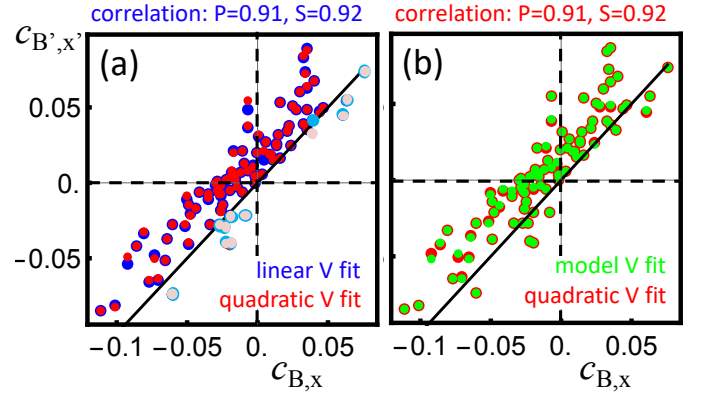 correlation: P=0.91, S=0.92 correlation: P=0.91, S=0.92
c_B',x'
(a) (b)
0.05 0.05
0. 0.
−0.05 −0.05
linear V fit model V fit
quadratic V fit quadratic V fit
−0.1 −0.05 0. 0.05 −0.1 −0.05 0. 0.05
c_B,x c_B,x